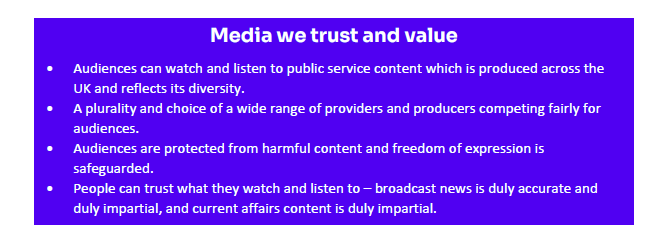 Media we trust and value
• Audiences can watch and listen to public service content which is produced across the
UK and reflects its diversity.
• A plurality and choice of a wide range of providers and producers competing fairly for
audiences.
• Audiences are protected from harmful content and freedom of expression is
safeguarded.
• People can trust what they watch and listen to – broadcast news is duly accurate and
duly impartial, and current affairs content is duly impartial.